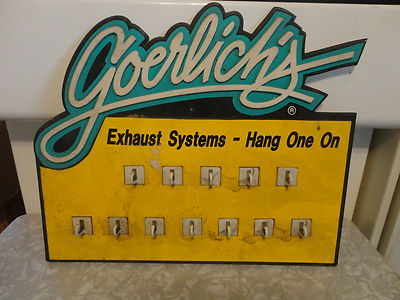 Goerlich's ®
Exhaust Systems - Hang One On